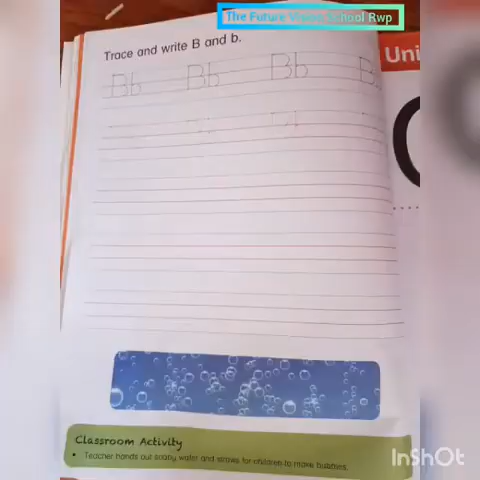 The Future Vision School Rwp
Trace and write B and b.
Uni
Bb Bb Bb B
Classroom Activity
• Teacher hands out soapy water and straws for children to make bubbles.
InShOt